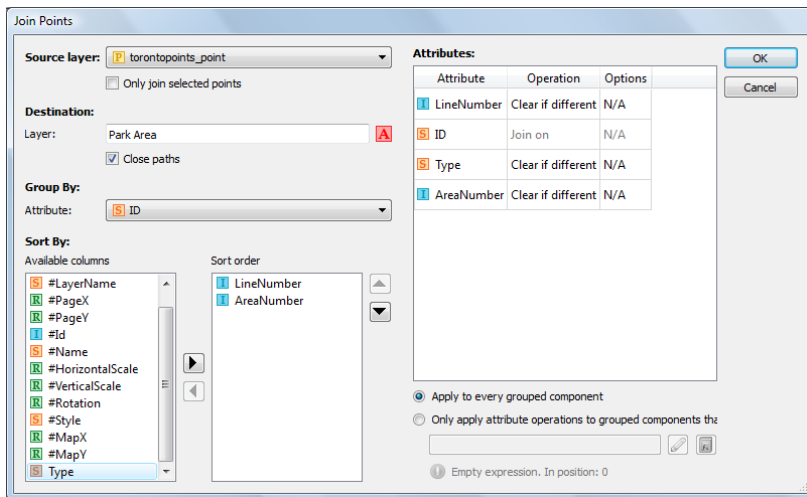 Join Points
Source layer: P torontopoints_point
Only join selected points
Destination:
Layer: Park Area A
Close paths
Group By:
Attribute: S ID
Sort By:
Available columns
S #LayerName
R #PageX
R #PageY
I #Id
S #Name
R #HorizontalScale
R #VerticalScale
R #Rotation
S #Style
R #MapX
R #MapY
S Type
Sort order
I LineNumber
I AreaNumber
Attributes:
Attribute Operation Options
I LineNumber Clear if different N/A
S ID Join on N/A
S Type Clear if different N/A
I AreaNumber Clear if different N/A
Apply to every grouped component
Only apply attribute operations to grouped components tha
Empty expression. In position: 0
OK
Cancel